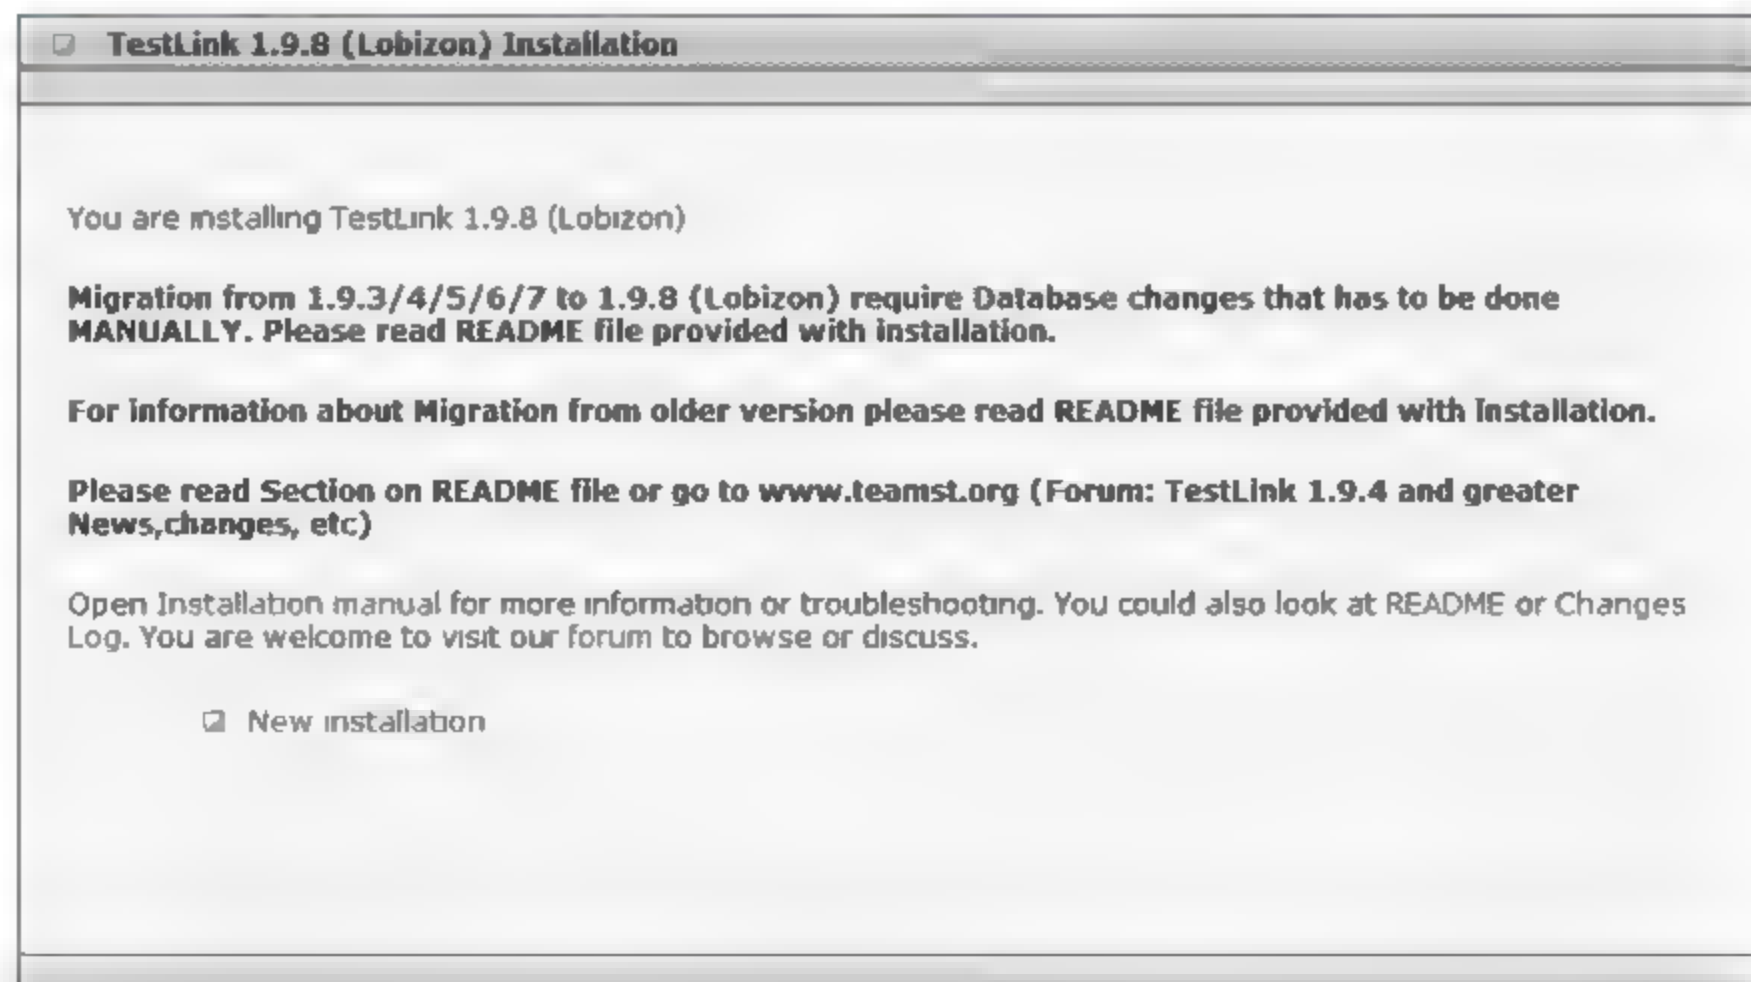 TestLink 1.9.8 (Lobizon) Installation
You are installing TestLink 1.9.8 (Lobizon)
Migration from 1.9.3/4/5/6/7 to 1.9.8 (Lobizon) require Database changes that has to be done
MANUALLY. Please read README file provided with installation.
For information about Migration from older version please read README file provided with installation.
Please read Section on README file or go to www.teamst.org (Forum: TestLink 1.9.4 and greater
News,changes, etc)
Open Installation manual for more information or troubleshooting. You could also look at README or Changes
Log. You are welcome to visit our forum to browse or discuss.
New installation